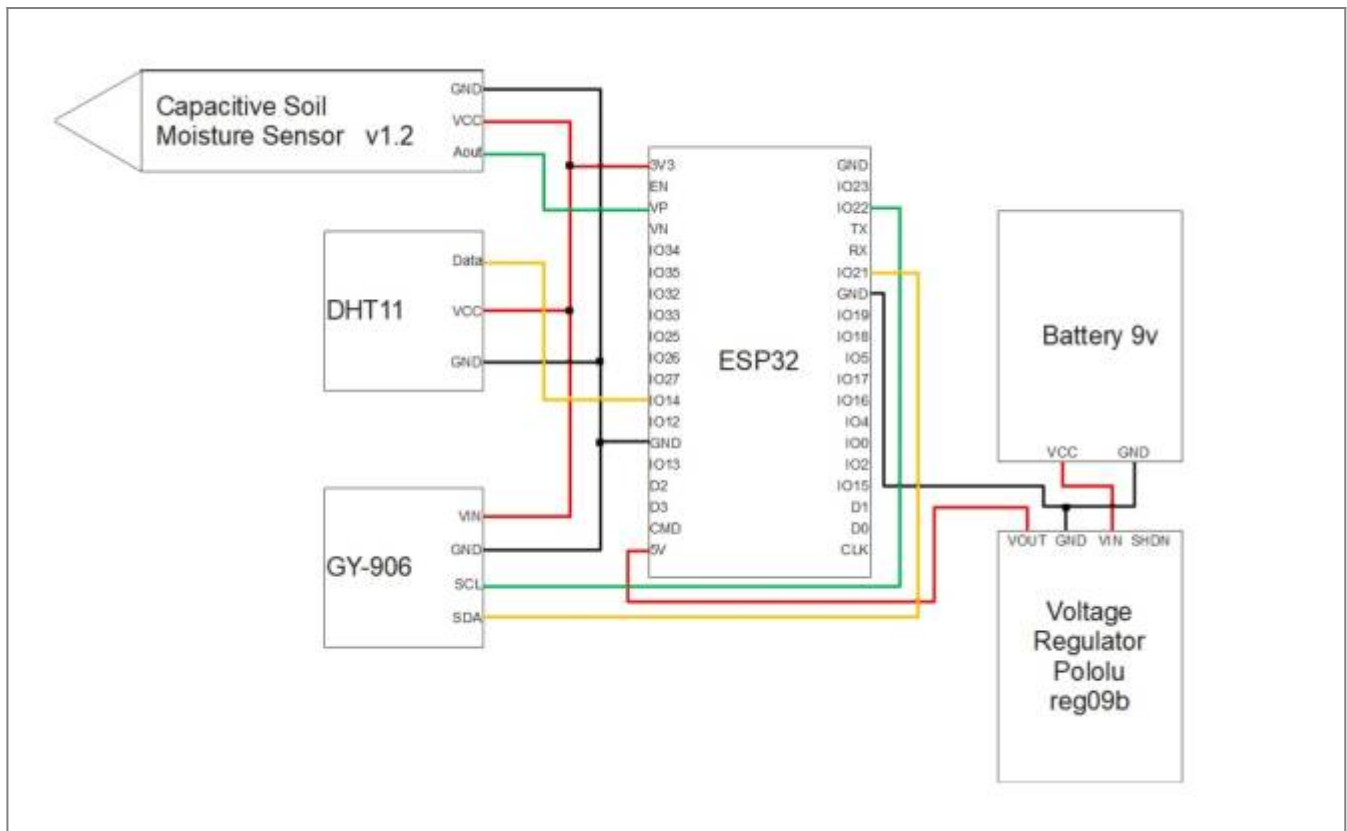 Capacitive Soil
Moisture Sensor v1.2
GND
VCC
Aout
DHT11
Data
VCC
GND
GY-906
VIN
GND
SCL
SDA
ESP32
3V3
EN
VP
VN
IO34
IO35
IO32
IO33
IO25
IO26
IO27
IO14
IO12
GND
IO13
D2
D3
CMD
5V
GND
IO23
IO22
TX
RX
IO21
GND
IO19
IO18
IO5
IO17
IO16
IO4
IO0
IO2
IO15
D1
D0
CLK
Battery 9v
VCC GND
VOUT GND VIN SHDN
Voltage
Regulator
Pololu
reg09b